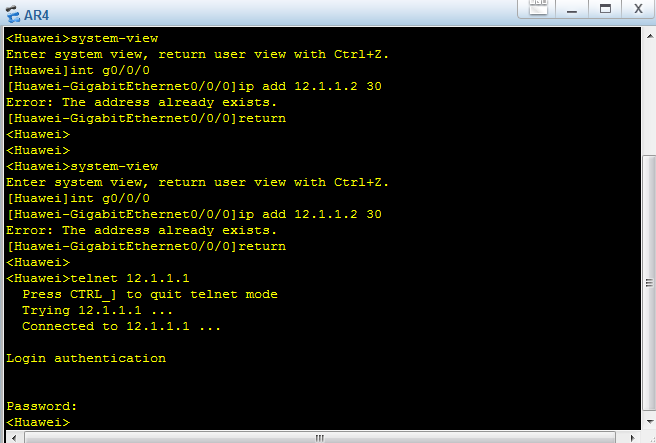 AR4
<Huawei>system-view
Enter system view, return user view with Ctrl+Z.
[Huawei]int g0/0/0
[Huawei-GigabitEthernet0/0/0]ip add 12.1.1.2 30
Error: The address already exists.
[Huawei-GigabitEthernet0/0/0]return
<Huawei>
<Huawei>
<Huawei>system-view
Enter system view, return user view with Ctrl+Z.
[Huawei]int g0/0/0
[Huawei-GigabitEthernet0/0/0]ip add 12.1.1.2 30
Error: The address already exists.
[Huawei-GigabitEthernet0/0/0]return
<Huawei>
<Huawei>telnet 12.1.1.1
Press CTRL_] to quit telnet mode
Trying 12.1.1.1 ...
Connected to 12.1.1.1 ...
Login authentication
Password:
<Huawei>